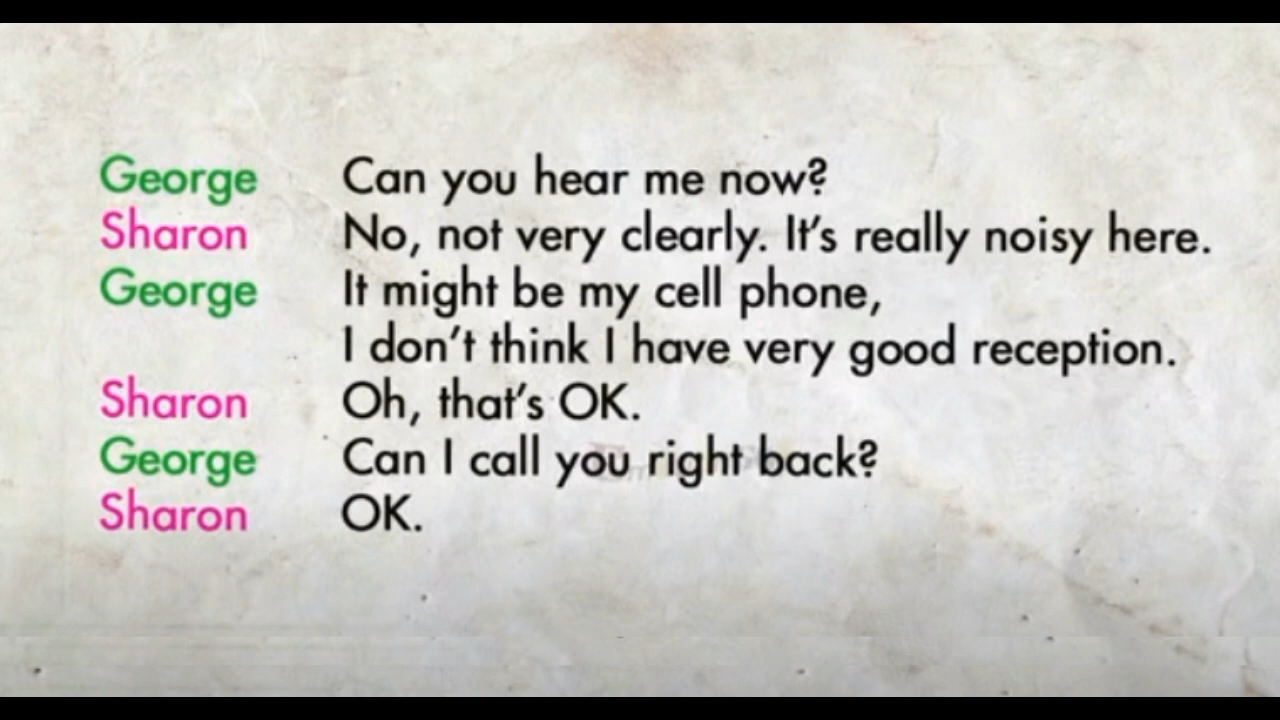 George Can you hear me now?
Sharon No, not very clearly. It's really noisy here.
George It might be my cell phone,
I don't think I have very good reception.
Sharon Oh, that's OK.
George Can I call you right back?
Sharon OK.